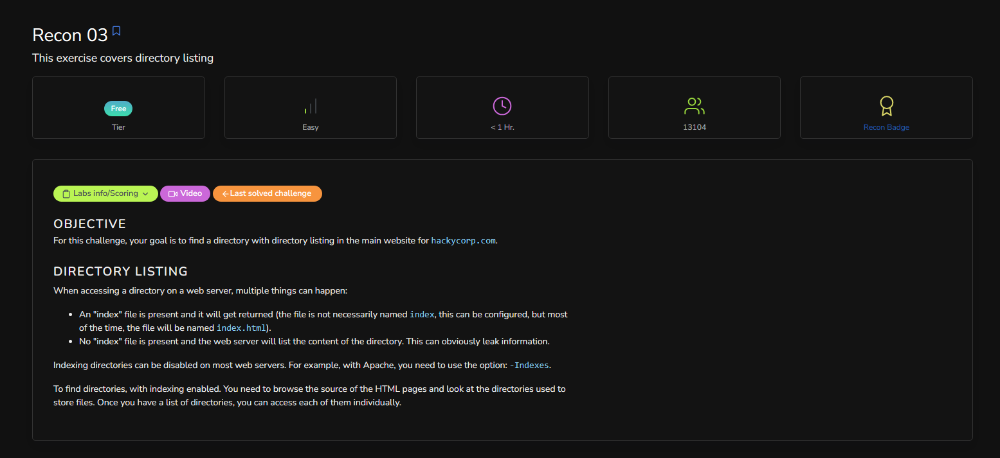 Recon 03
This exercise covers directory listing
Free
Tier
Easy
< 1 Hr.
13104
Recon Badge
Labs info/Scoring
Video
Last solved challenge
OBJECTIVE
For this challenge, your goal is to find a directory with directory listing in the main website for hackycorp.com.
DIRECTORY LISTING
When accessing a directory on a web server, multiple things can happen:
• An "index" file is present and it will get returned (the file is not necessarily named index, this can be configured, but most
of the time, the file will be named index.html).
• No "index" file is present and the web server will list the content of the directory. This can obviously leak information.
Indexing directories can be disabled on most web servers. For example, with Apache, you need to use the option: -Indexes.
To find directories, with indexing enabled. You need to browse the source of the HTML pages and look at the directories used to
store files. Once you have a list of directories, you can access each of them individually.